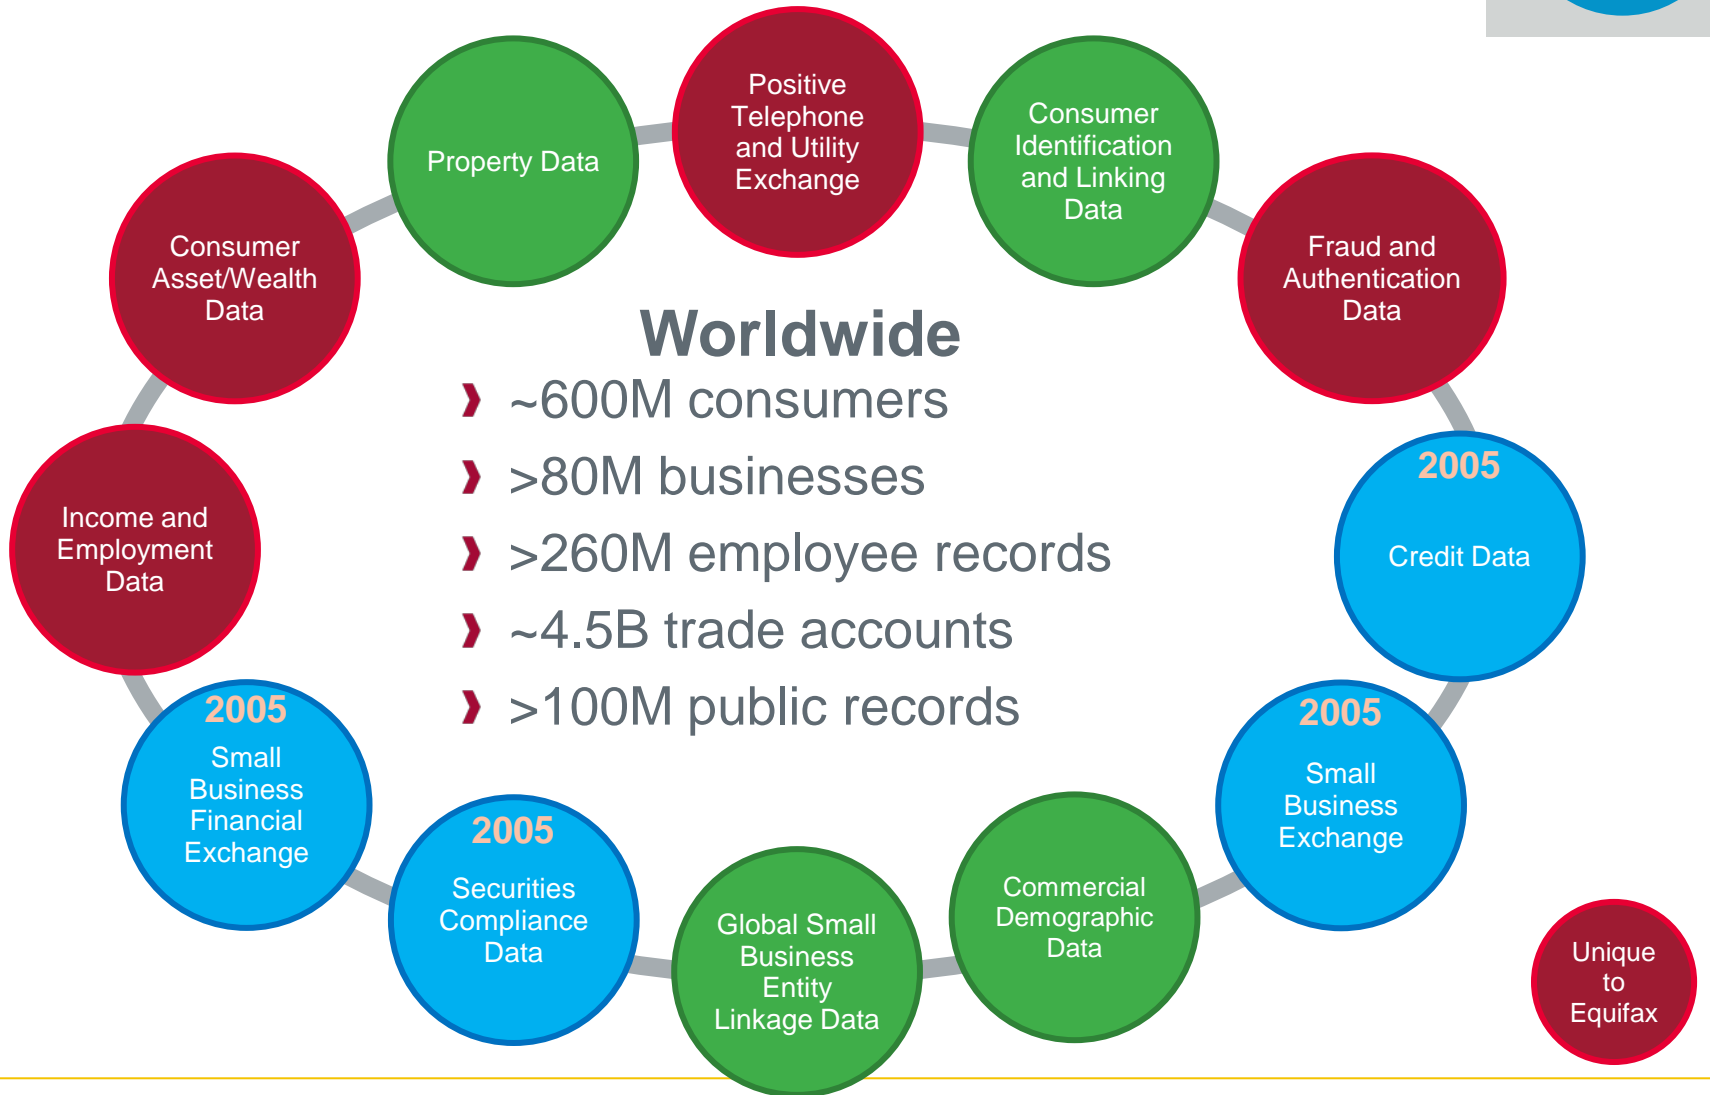 Positive
Telephone
and Utility
Exchange
Property Data
Consumer
Identification
and Linking
Data
Consumer
Asset/Wealth
Data
Fraud and
Authentication
Data
Worldwide
~600M consumers
>80M businesses
>260M employee records
~4.5B trade accounts
>100M public records
Income and
Employment
Data
2005
Credit Data
2005
Small
Business
Financial
Exchange
2005
Small
Business
Exchange
2005
Securities
Compliance
Data
Global Small
Business
Entity
Linkage Data
Commercial
Demographic
Data
Unique
to
Equifax